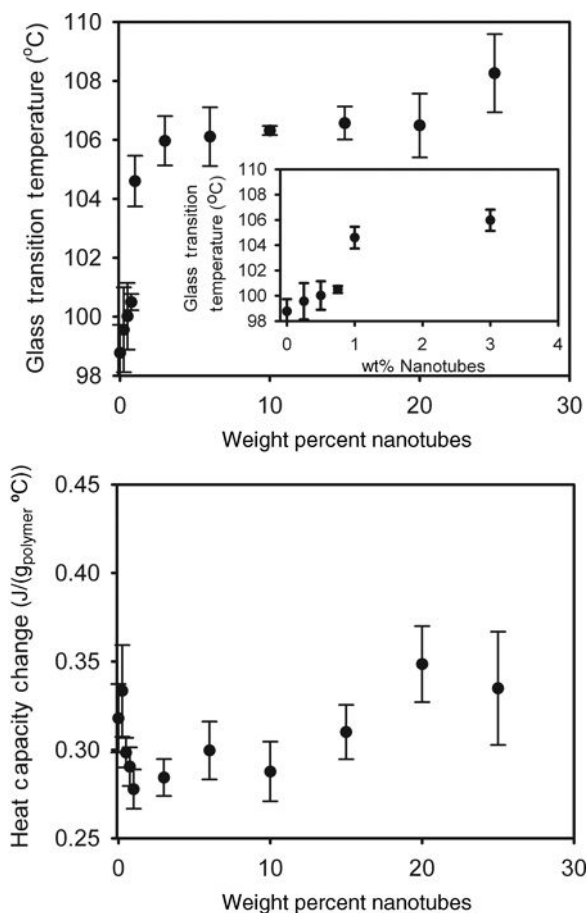 110
108
106
104
102
100
98
Glass transition temperature (°C)
110
108
106
104
102
100
98
Glass transition
temperature (°C)
0 1 2 3 4
wt% Nanotubes
0 10 20 30
Weight percent nanotubes
0.45
0.40
0.35
0.30
0.25
Heat capacity change (J/(gpolymer ºC))
0 10 20 30
Weight percent nanotubes